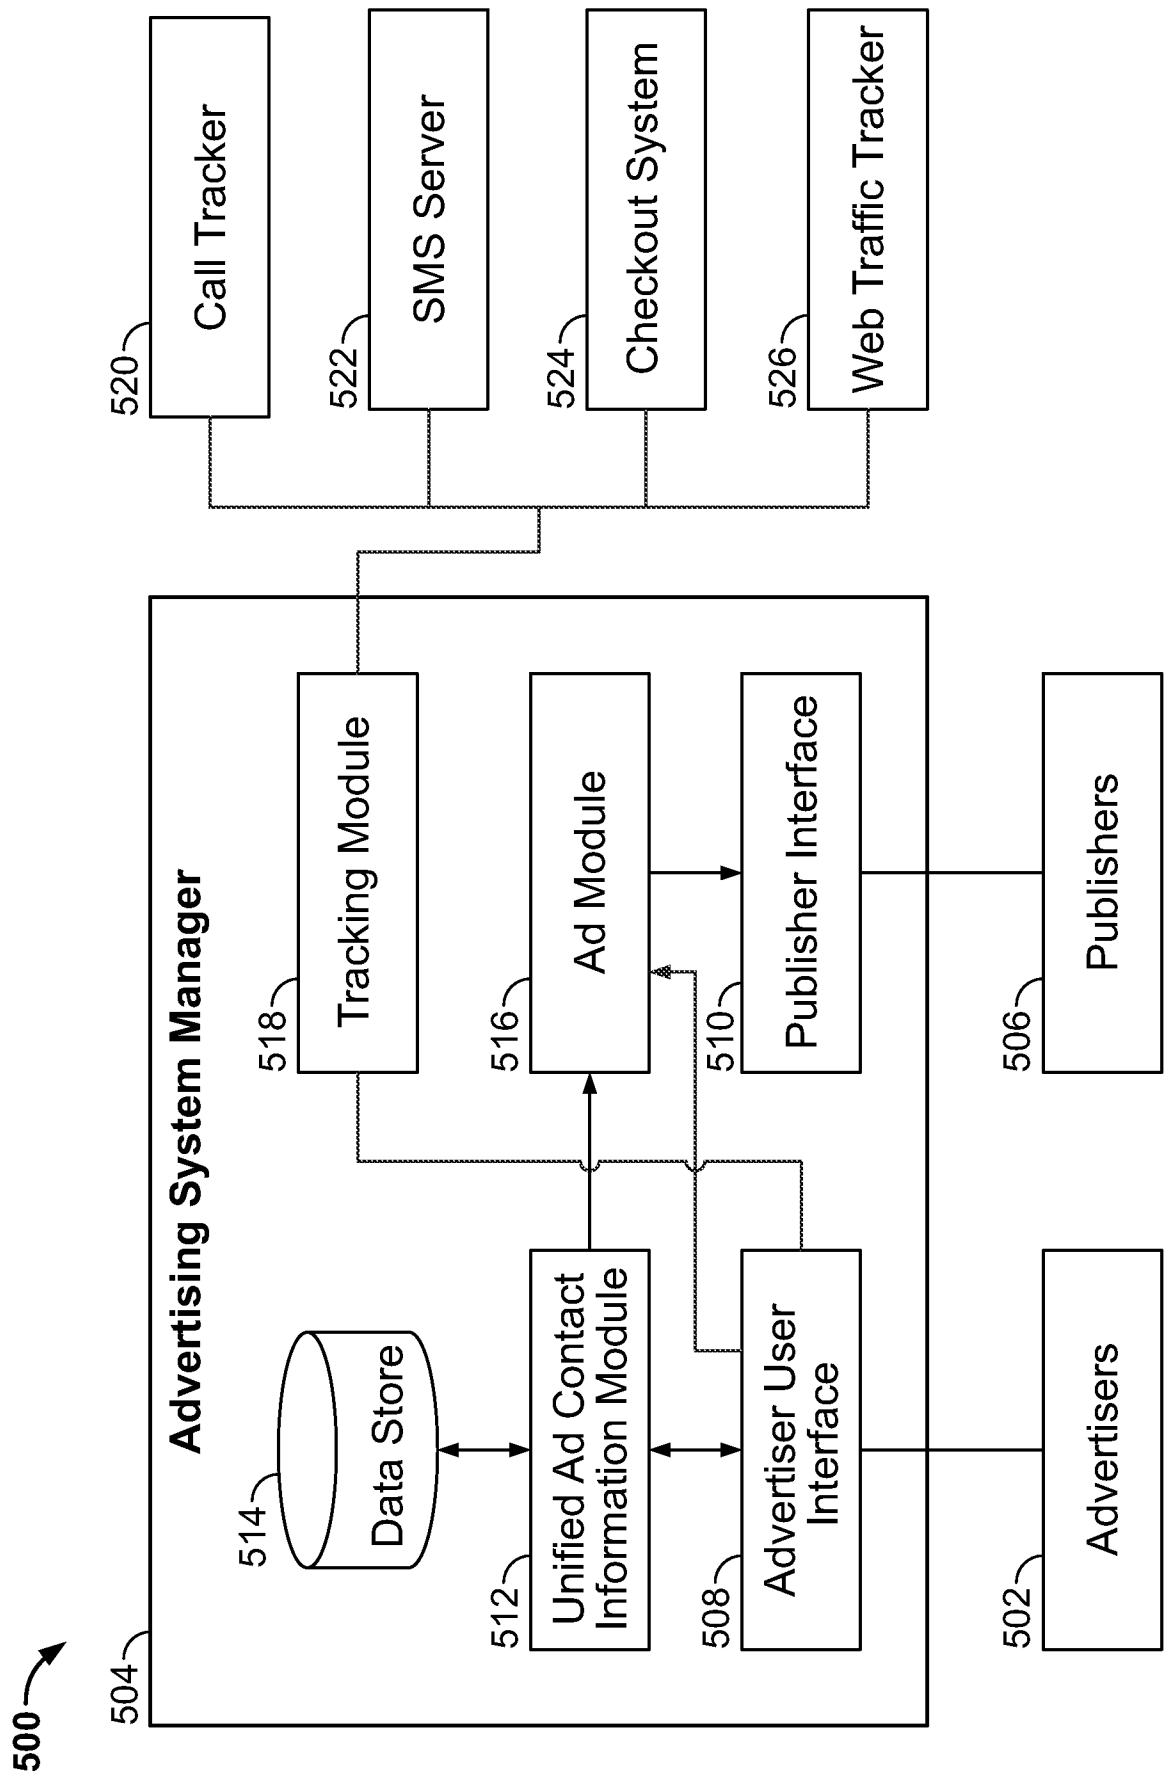 500
504
Advertising System Manager
514
Data Store
518
Tracking Module
520
Call Tracker
512
Unified Ad Contact
Information Module
516
Ad Module
522
SMS Server
508
Advertiser User
Interface
510
Publisher Interface
524
Checkout System
526
Web Traffic Tracker
502
Advertisers
506
Publishers